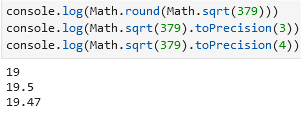 console.log(Math.round(Math.sqrt(379)))
console.log(Math.sqrt(379).toPrecision(3))
console.log(Math.sqrt(379).toPrecision(4))
19
19.5
19.47